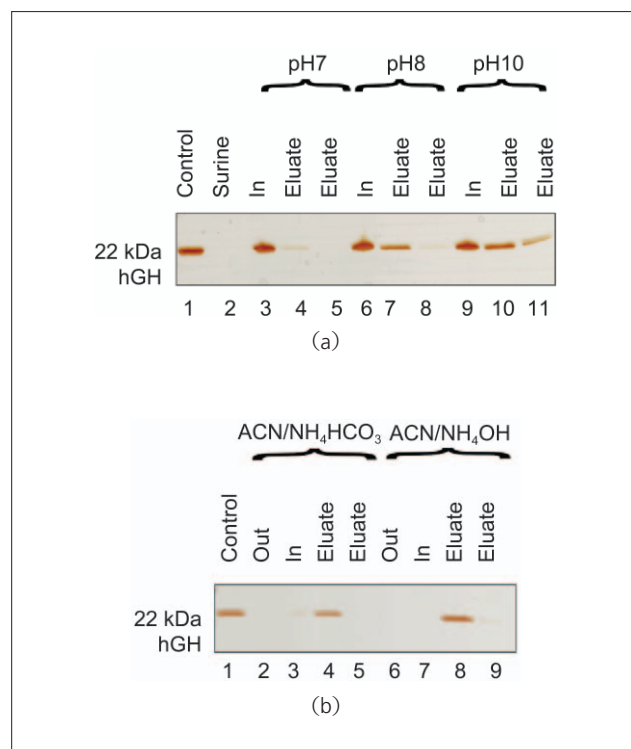 pH7 pH8 pH10
Control Surine In Eluate Eluate In Eluate Eluate In Eluate Eluate
22 kDa
hGH
1 2 3 4 5 6 7 8 9 10 11
(a)
ACN/NH₄HCO₃ ACN/NH₄OH
Control Out In Eluate Eluate Out In Eluate Eluate
22 kDa
hGH
1 2 3 4 5 6 7 8 9
(b)